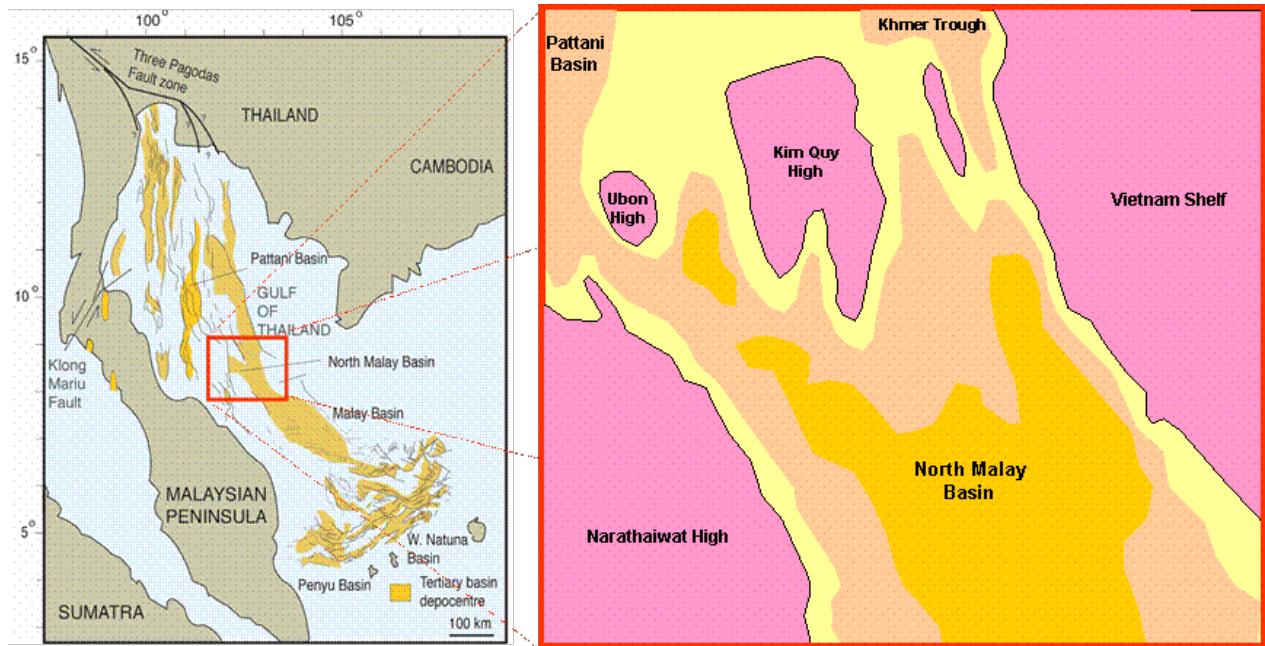 100°
105°
15°
10°
5°
Three Pagodas
Fault zone
THAILAND
CAMBODIA
Pattani Basin
GULF
OF
THAILAND
North Malay Basin
Klong
Mariu
Fault
Malay Basin
MALAYSIAN
PENINSULA
W. Natuna
Basin
Penyu Basin
Tertiary basin
depocentre
SUMATRA
100 km
Pattani
Basin
Khmer Trough
Kim Quy
High
Ubon
High
Vietnam Shelf
North Malay
Basin
Narathaiwat High